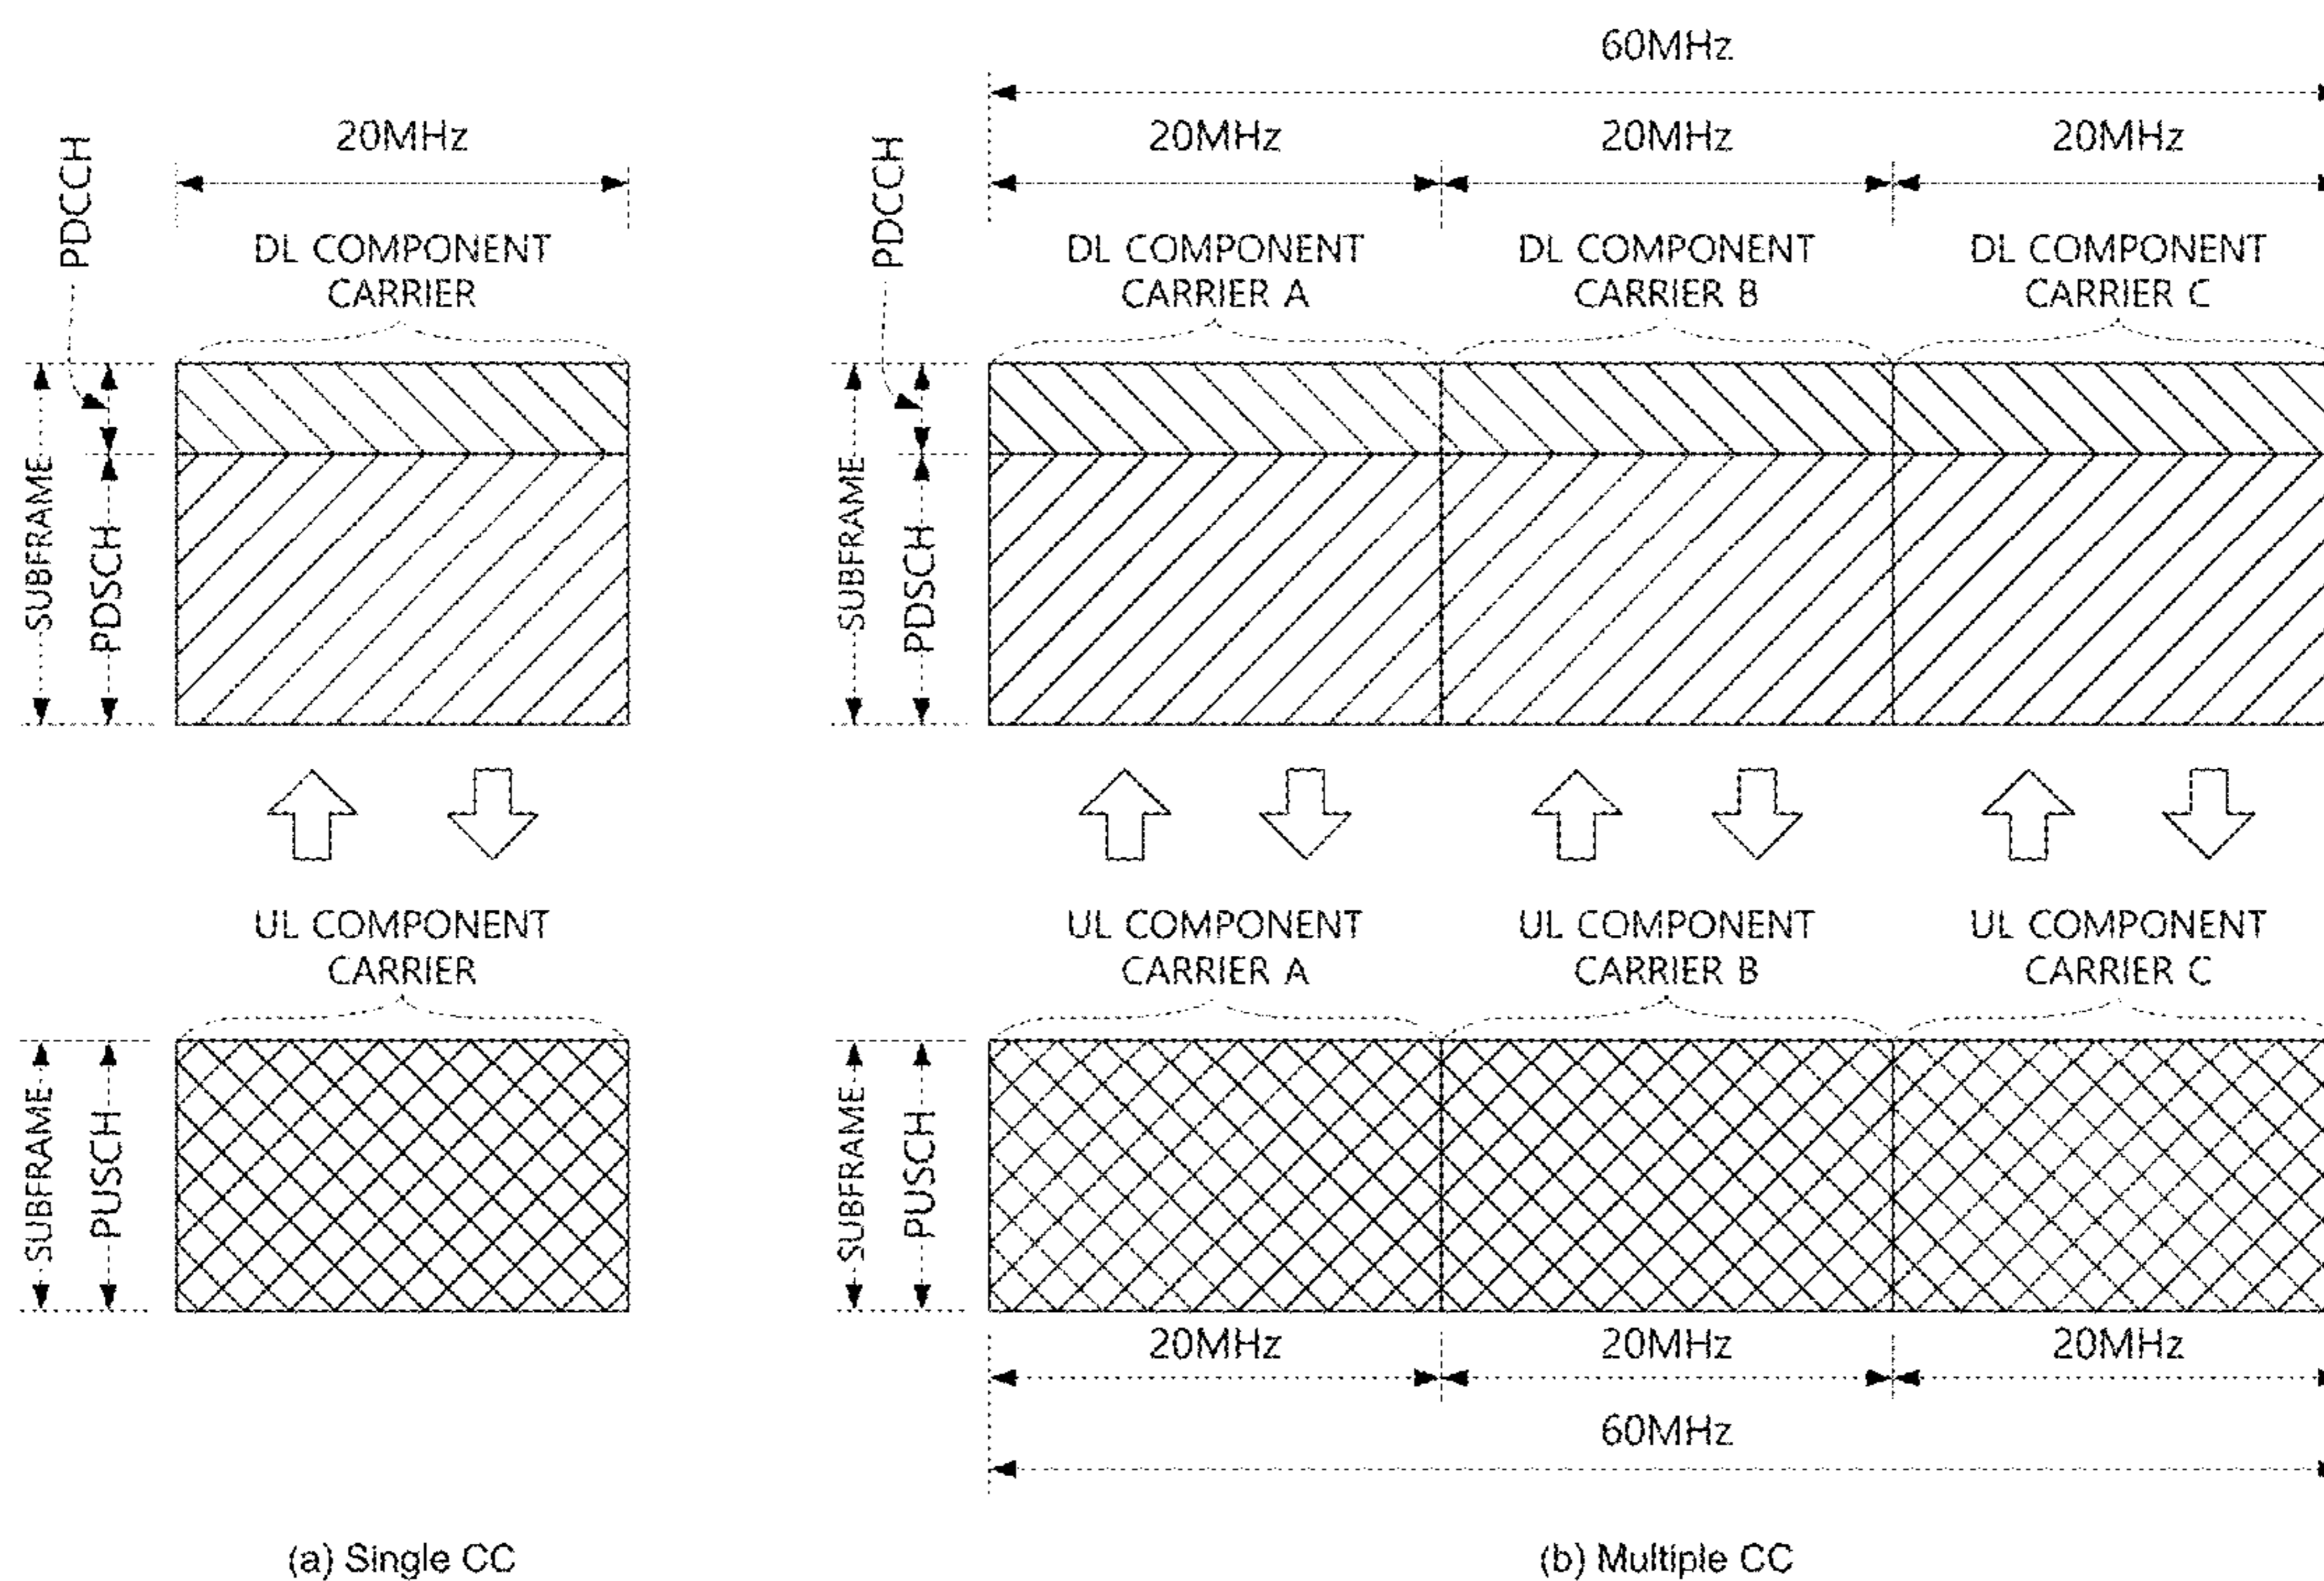 20MHz
PDCCH
DL COMPONENT
CARRIER
SUBFRAME
PDSCH
UL COMPONENT
CARRIER
SUBFRAME
PUSCH
(a) Single CC
60MHz
20MHz
20MHz
20MHz
PDCCH
DL COMPONENT
CARRIER A
DL COMPONENT
CARRIER B
DL COMPONENT
CARRIER C
SUBFRAME
PDSCH
UL COMPONENT
CARRIER A
UL COMPONENT
CARRIER B
UL COMPONENT
CARRIER C
SUBFRAME
PUSCH
20MHz
20MHz
20MHz
60MHz
(b) Multiple CC